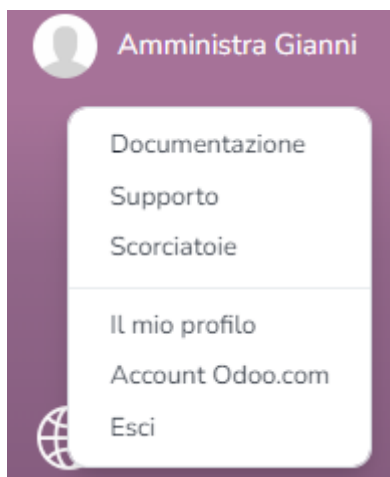 Amministra Gianni
Documentazione
Supporto
Scorciatoie
Il mio profilo
Account Odoo.com
Esci